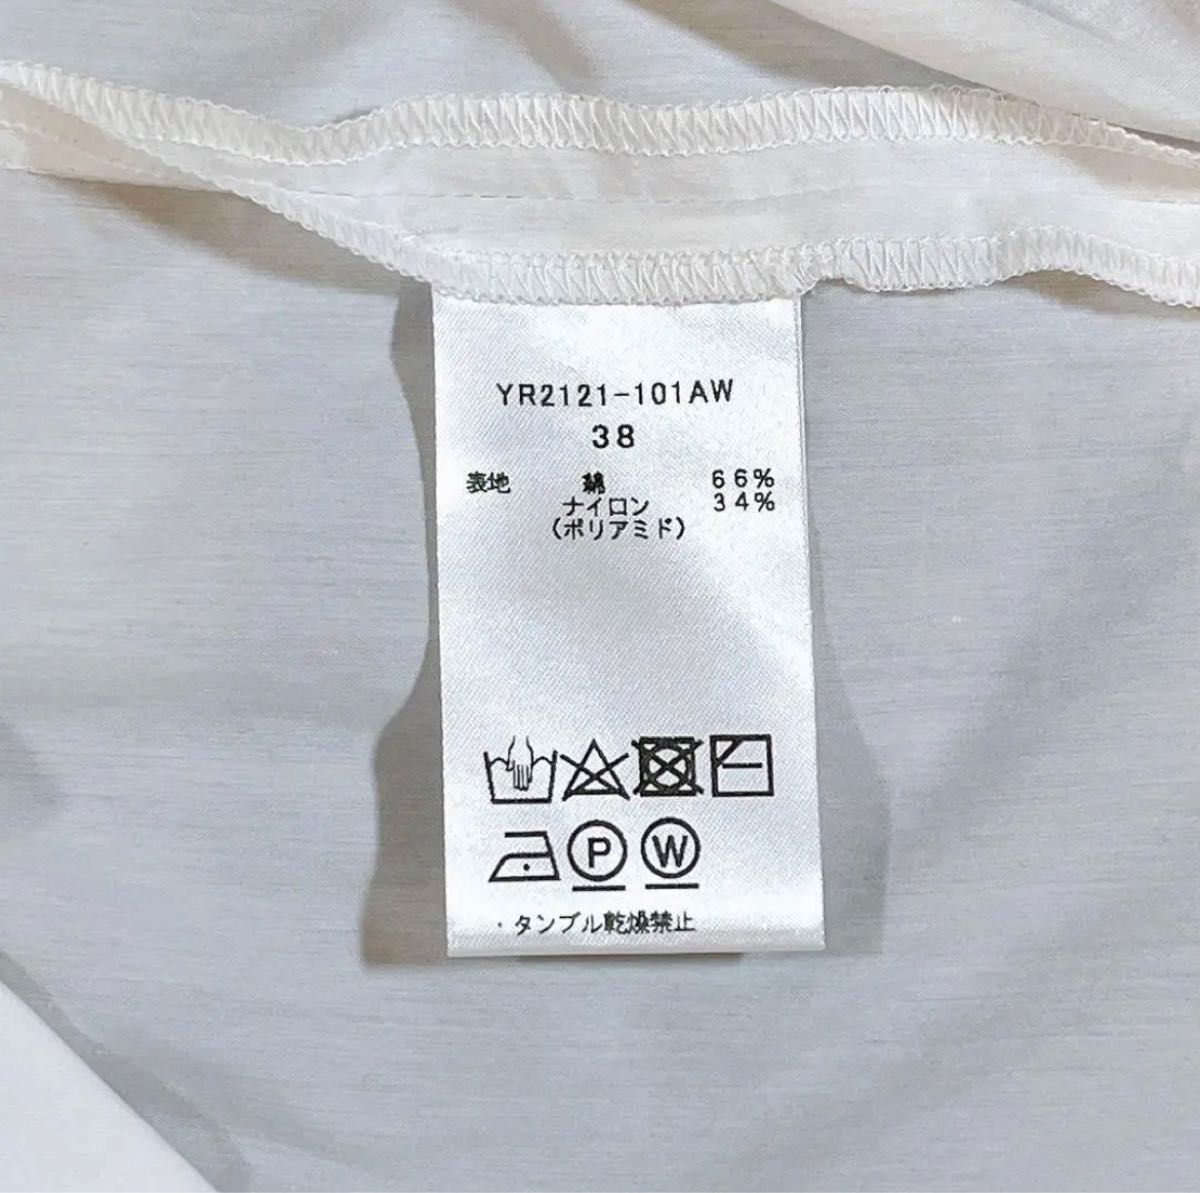 YR2121-101AW
38
表地 綿 66%
ナイロン 34%
(ポリアミド)
P W
・タンブル乾燥禁止